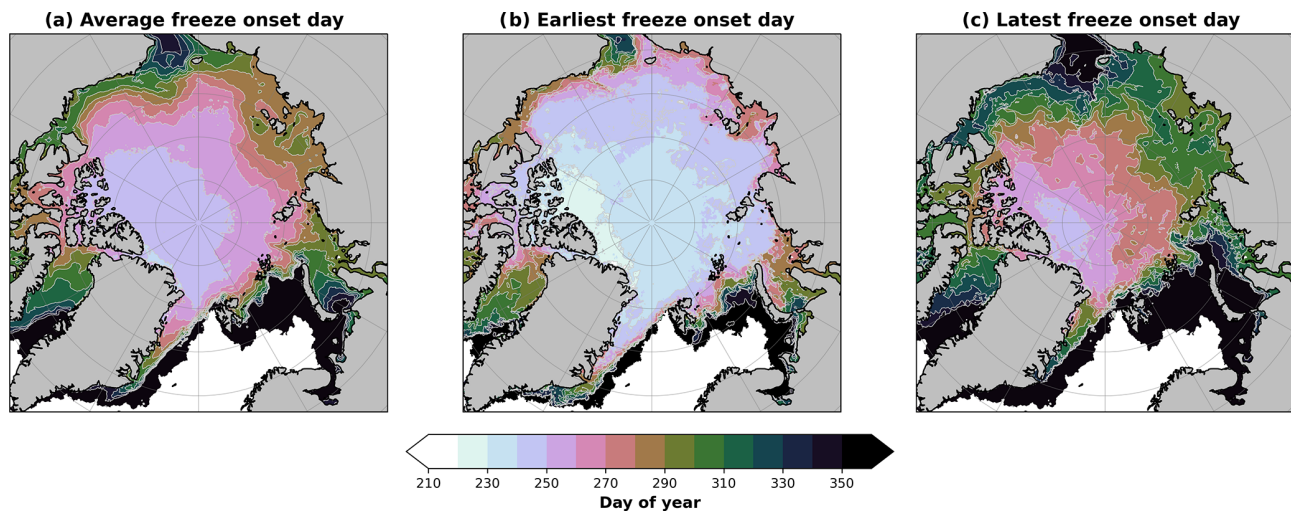 (a) Average freeze onset day
(b) Earliest freeze onset day
(c) Latest freeze onset day
210 230 250 270 290 310 330 350
Day of year